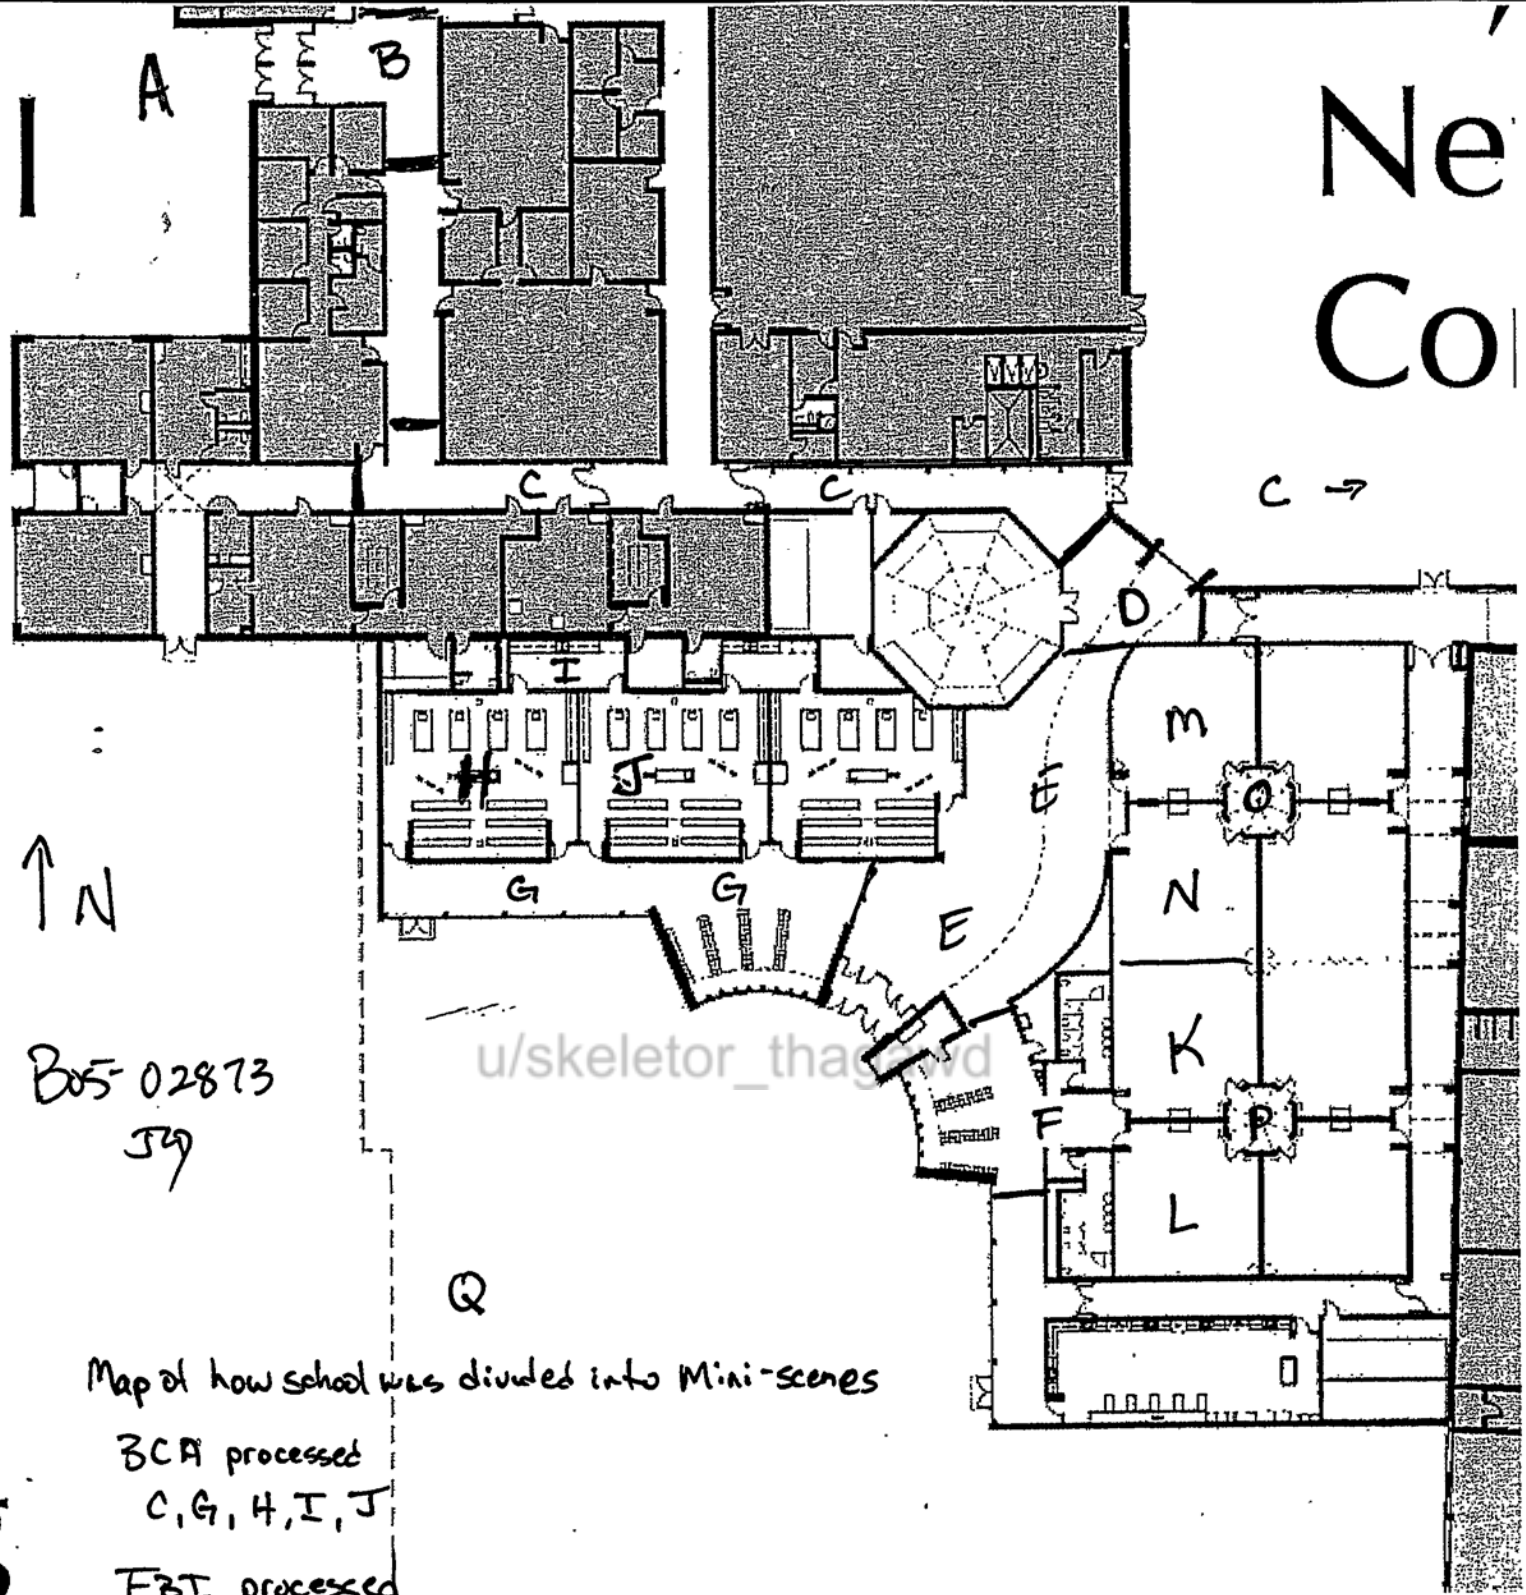 A
B
Ne
Co
C
C
C →
D
I
M
H
J
E
O
G
G
E
N
↑ N
K
B05-02873
u/skeletor_thagawd
F
P
L
Q
Map of how school was divided into Mini-scenes
BCA processed
C, G, H, I, J
FBI processed